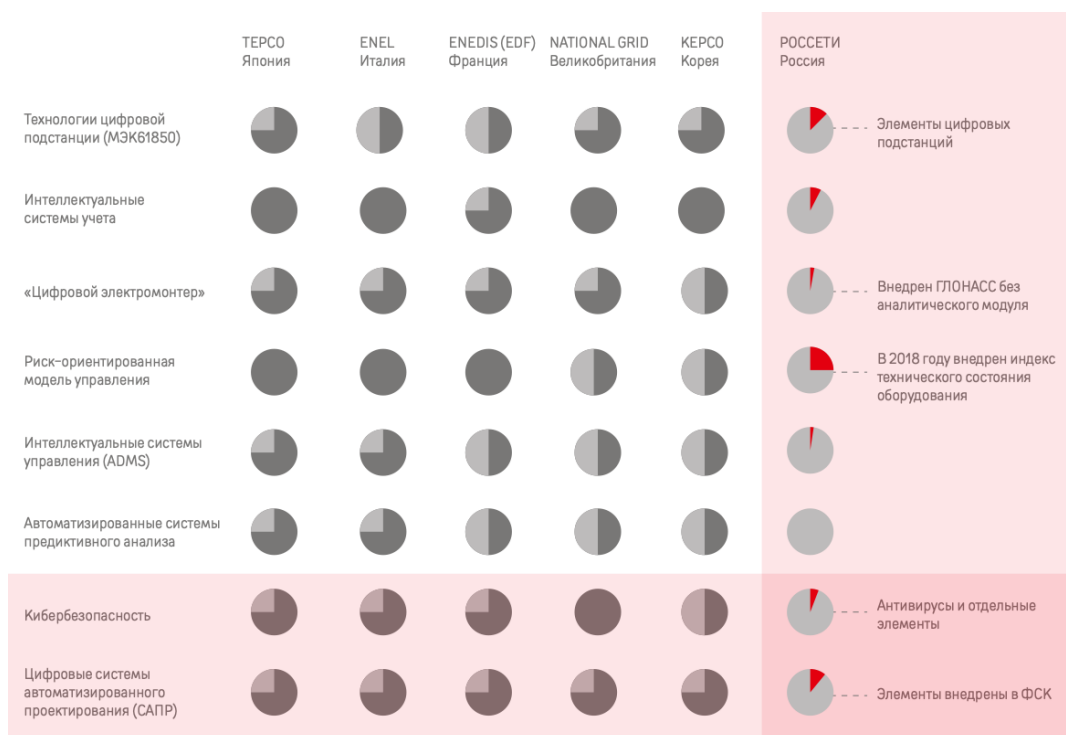 TEPCO
Япония
ENEL
Италия
ENEDIS (EDF)
Франция
NATIONAL GRID
Великобритания
KEPCO
Корея
РОССЕТИ
Россия
Технологии цифровой
подстанции (МЭК61850)
Элементы цифровых
подстанций
Интеллектуальные
системы учета
«Цифровой электромонтер»
Внедрен ГЛОНАСС без
аналитического модуля
Риск-ориентированная
модель управления
В 2018 году внедрен индекс
технического состояния
оборудования
Интеллектуальные системы
управления (ADMS)
Автоматизированные системы
предиктивного анализа
Кибербезопасность
Антивирусы и отдельные
элементы
Цифровые системы
автоматизированного
проектирования (САПР)
Элементы внедрены в ФСК